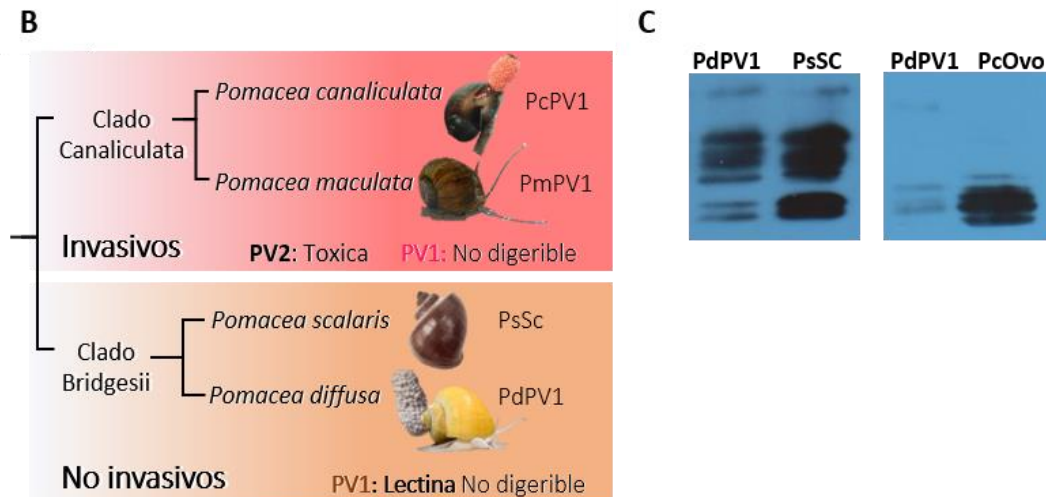 B
Clado
Canaliculata
Pomacea canaliculata
PcPV1
Pomacea maculata
PmPV1
Invasivos
PV2: Toxica PV1: No digerible
Clado
Bridgesii
Pomacea scalaris
PsSc
Pomacea diffusa
PdPV1
No invasivos
PV1: Lectina No digerible
C
PdPV1 PsSC
PdPV1 PcOvo